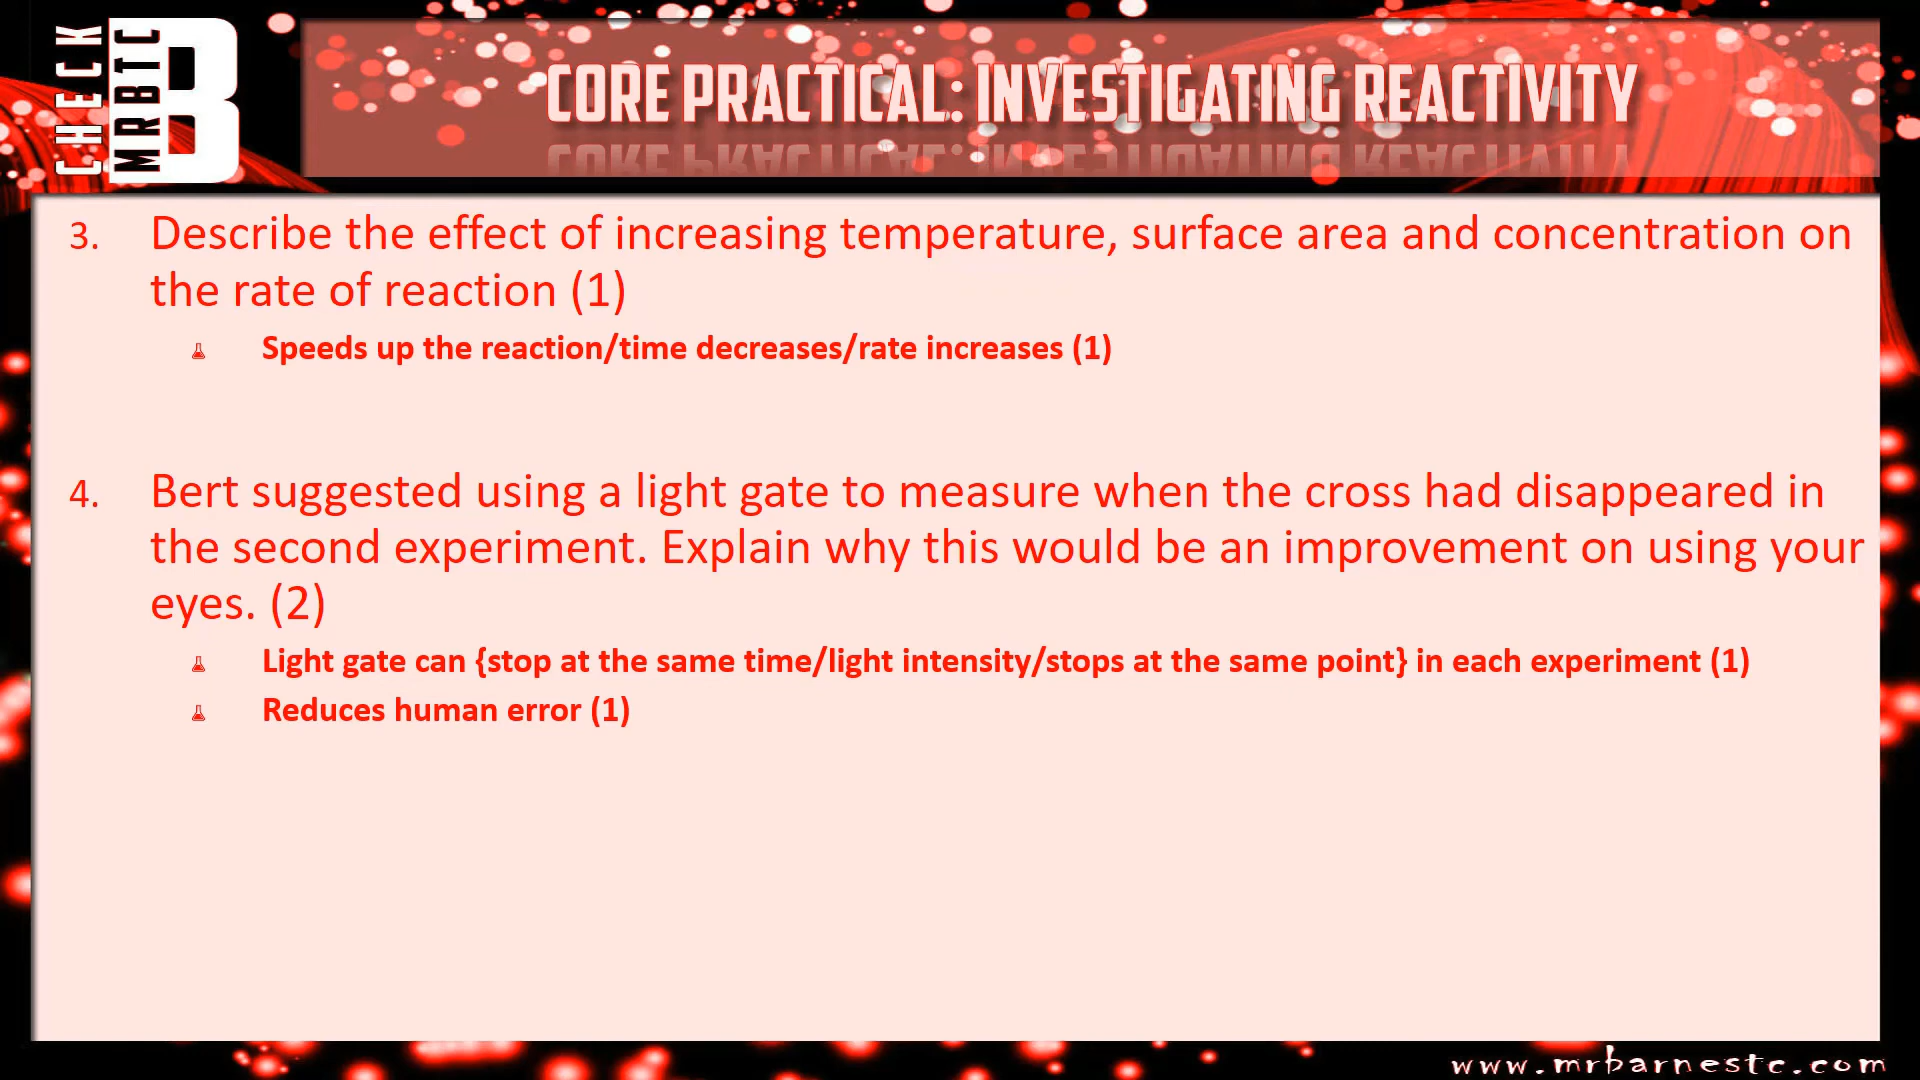 CHECK
MRBTC
B
CORE PRACTICAL: INVESTIGATING REACTIVITY
3. Describe the effect of increasing temperature, surface area and concentration on
the rate of reaction (1)
Speeds up the reaction/time decreases/rate increases (1)
4. Bert suggested using a light gate to measure when the cross had disappeared in
the second experiment. Explain why this would be an improvement on using your
eyes. (2)
Light gate can {stop at the same time/light intensity/stops at the same point} in each experiment (1)
Reduces human error (1)
www.mrbarnestc.com